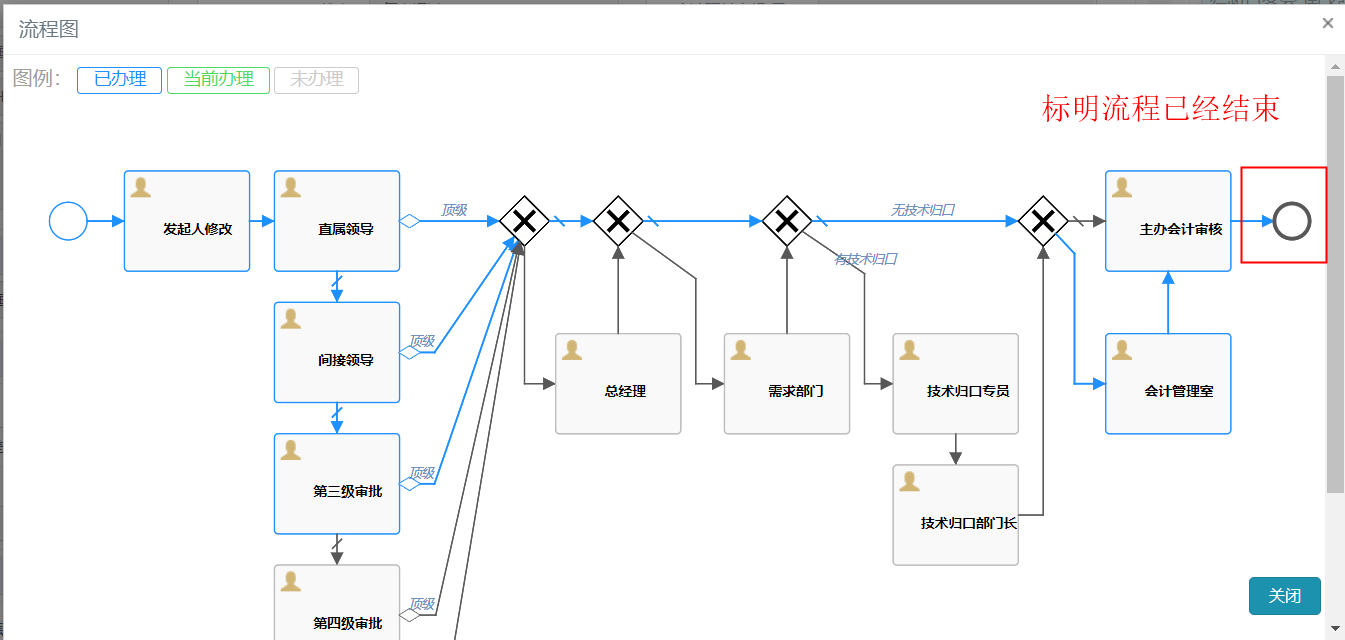 流程图
×
图例：
已办理
当前办理
未办理
标明流程已经结束
发起人修改
直属领导
顶级
无技术归口
主办会计审核
有技术归口
间接领导
顶级
总经理
需求部门
技术归口专员
会计管理室
第三级审批
顶级
技术归口部门长
第四级审批
顶级
关闭